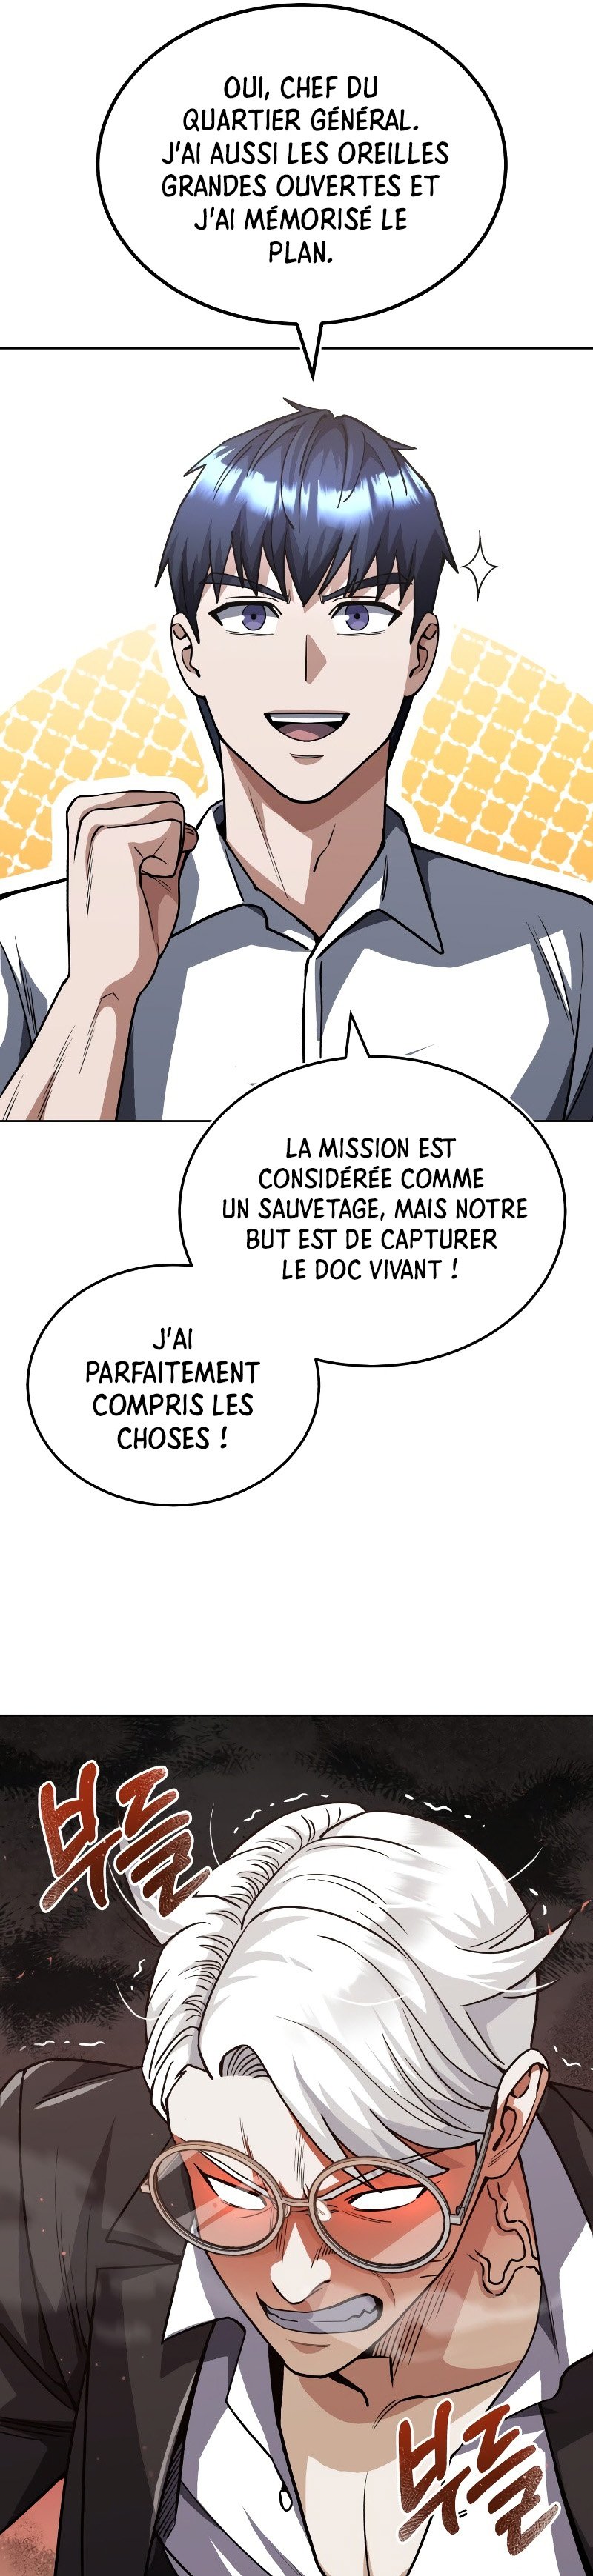 OUI, CHEF DU
QUARTIER GÉNÉRAL.
J'AI AUSSI LES OREILLES
GRANDES OUVERTES ET
J'AI MÉMORISÉ LE
PLAN.
LA MISSION EST
CONSIDÉRÉE COMME
UN SAUVETAGE, MAIS NOTRE
BUT EST DE CAPTURER
LE DOC VIVANT !
J'AI
PARFAITEMENT
COMPRIS LES
CHOSES !
부들
부들